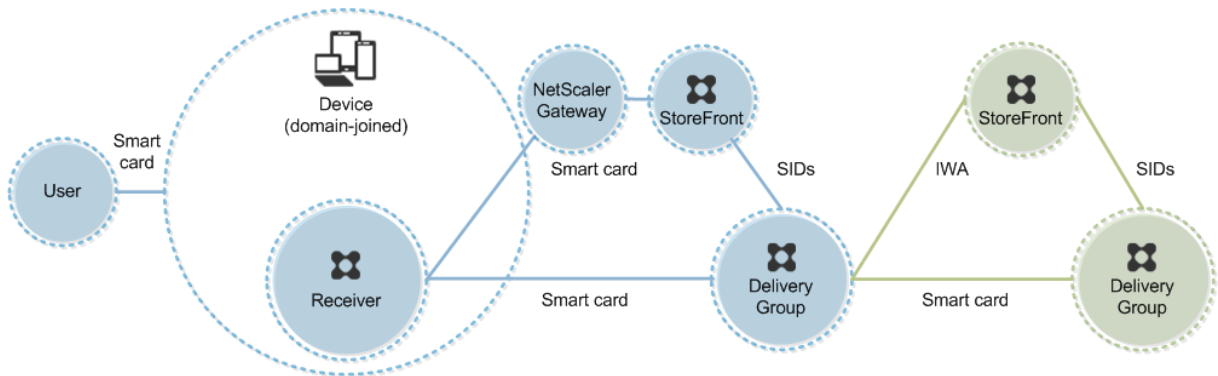 User
Smart
card
Device
(domain-joined)
Receiver
NetScaler
Gateway
StoreFront
Smart card
SIDs
Smart card
Delivery
Group
IWA
StoreFront
SIDs
Smart card
Delivery
Group